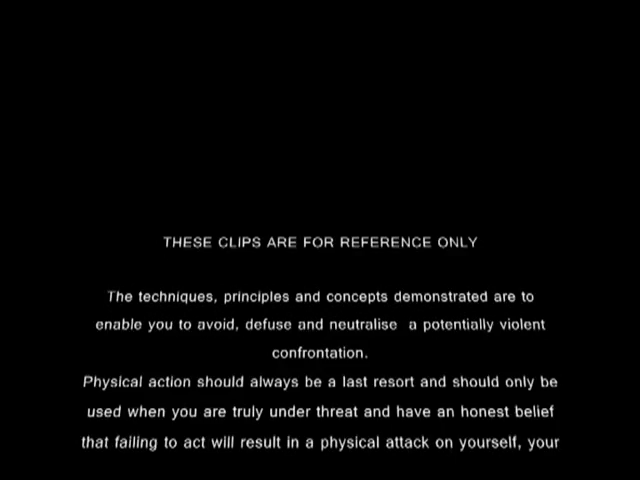 THESE CLIPS ARE FOR REFERENCE ONLY
The techniques, principles and concepts demonstrated are to
enable you to avoid, defuse and neutralise a potentially violent
confrontation.
Physical action should always be a last resort and should only be
used when you are truly under threat and have an honest belief
that failing to act will result in a physical attack on yourself, your